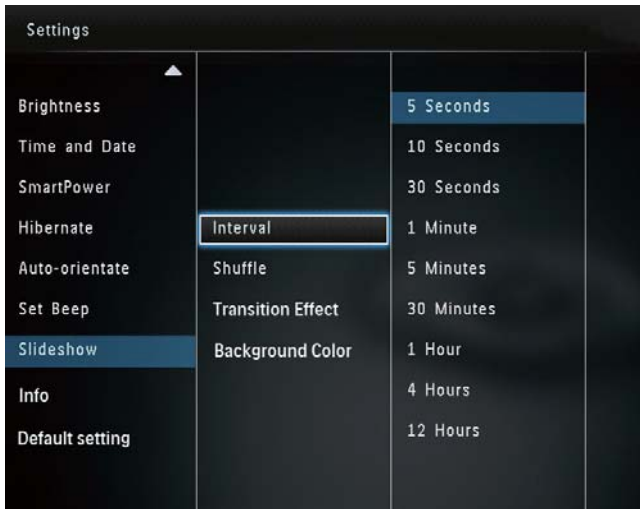 Settings
Brightness
Time and Date
SmartPower
Hibernate
Auto-orientate
Set Beep
Slideshow
Info
Default setting
Interval
Shuffle
Transition Effect
Background Color
5 Seconds
10 Seconds
30 Seconds
1 Minute
5 Minutes
30 Minutes
1 Hour
4 Hours
12 Hours